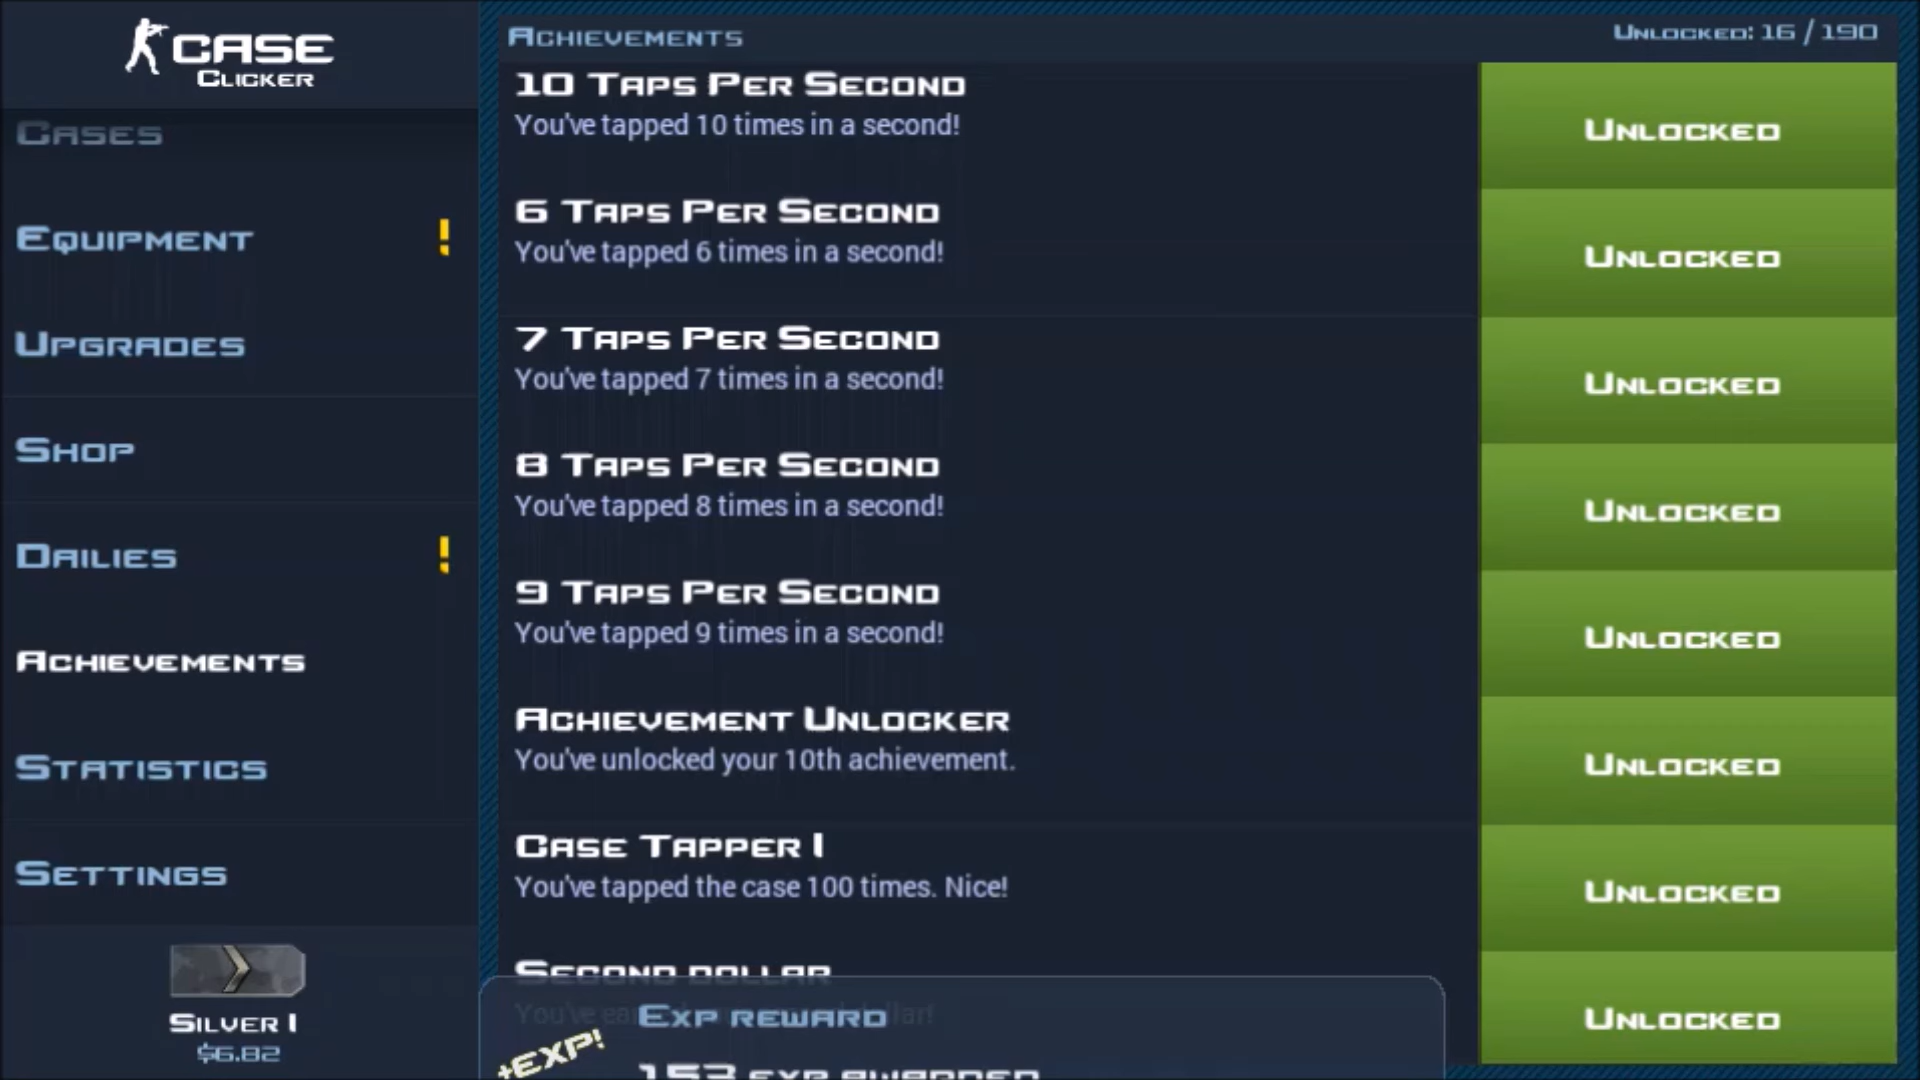 CASE
CLICKER
CASES
EQUIPMENT !
UPGRADES
SHOP
DAILIES !
ACHIEVEMENTS
STATISTICS
SETTINGS
SILVER I
$6.82
ACHIEVEMENTS
UNLOCKED: 16 / 190
10 TAPS PER SECOND
You've tapped 10 times in a second!
UNLOCKED
6 TAPS PER SECOND
You've tapped 6 times in a second!
UNLOCKED
7 TAPS PER SECOND
You've tapped 7 times in a second!
UNLOCKED
8 TAPS PER SECOND
You've tapped 8 times in a second!
UNLOCKED
9 TAPS PER SECOND
You've tapped 9 times in a second!
UNLOCKED
ACHIEVEMENT UNLOCKER
You've unlocked your 10th achievement.
UNLOCKED
CASE TAPPER I
You've tapped the case 100 times. Nice!
UNLOCKED
SECOND DOLLAR
You've
UNLOCKED
+EXP!
EXP REWARD
153 EXP AWARDED